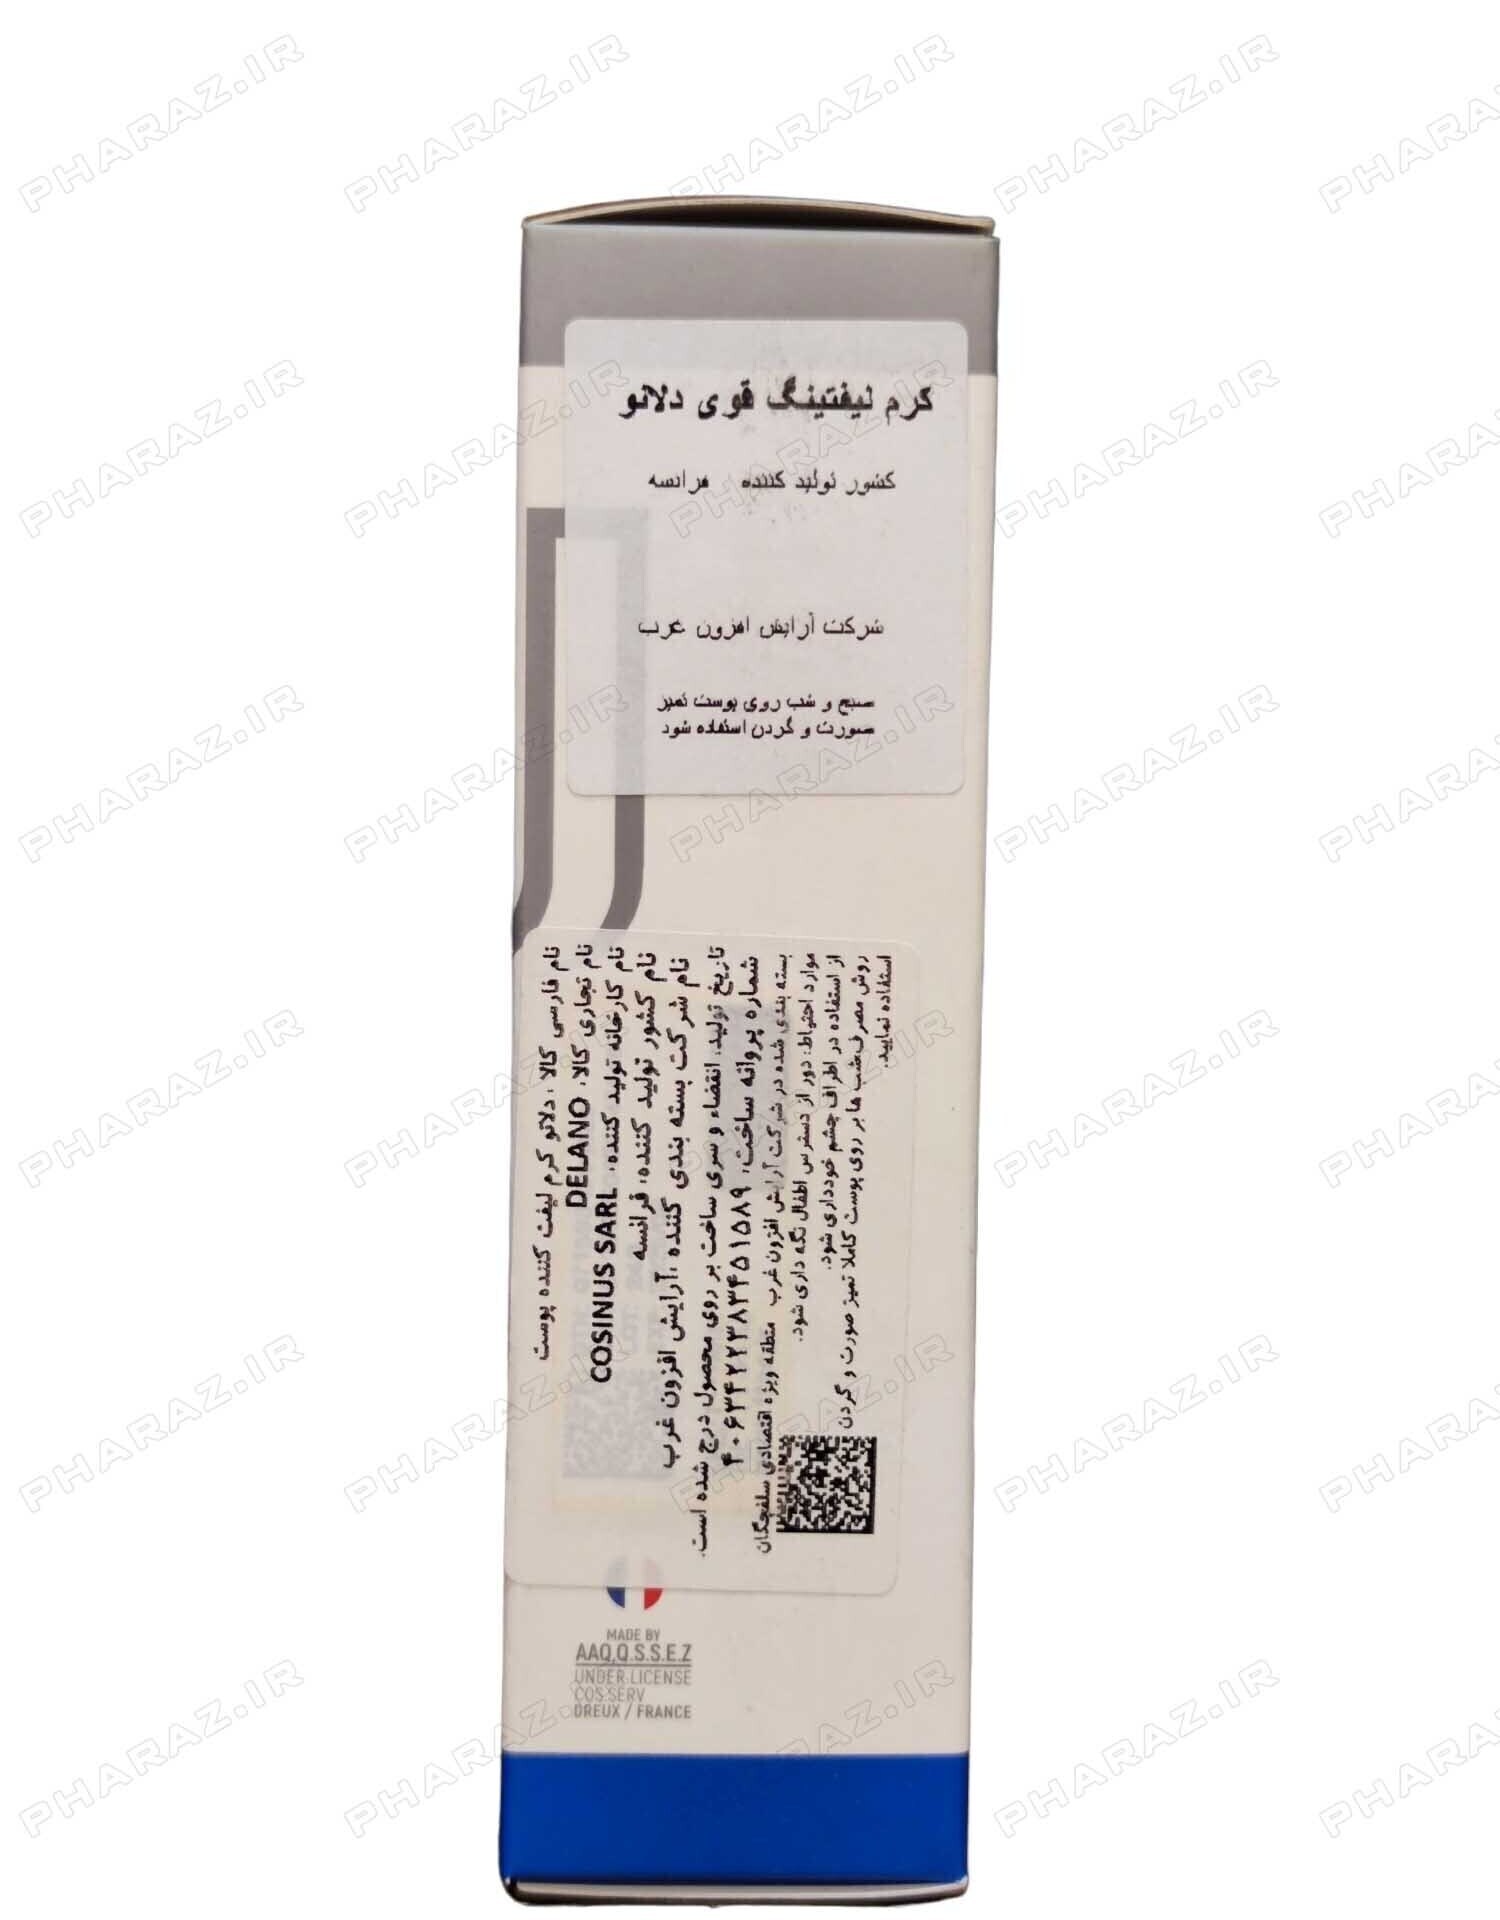 کرم لیفتینگ قوی دلانو
کشور تولید کننده فرانسه
شرکت آرایش افزون غرب
صبح و شب روی پوست تمیز
صورت و گردن استفاده شود
نام فارسی کالا : دلانو کرم لیفت کننده پوست
نام تجاری کالا: DELANO
نام کارخانه تولید کننده: COSINUS SARL
نام کشور تولید کننده: فرانسه
نام شرکت بسته بندی کننده :آرایش افزون غرب
تاریخ تولید، انقضاء و سری ساخت بر روی محصول درج شده است.
شماره پروانه ساخت:
بسته بندی شده در شرکت آرایش افزون غرب منطقه ویژه اقتصادی سلفچگان
موارد احتیاط: دور از دسترس اطفال نگه داری شود.
از استفاده در اطراف چشم خودداری شود.
روش مصرف:شب ها بر روی پوست کاملا تمیز صورت و گردن
استفاده نمایید.
MADE BY
AAQ,Q.S.S.E.Z
UNDER LICENSE
COS.SERV
DREUX / FRANCE
PHARAZ.IR